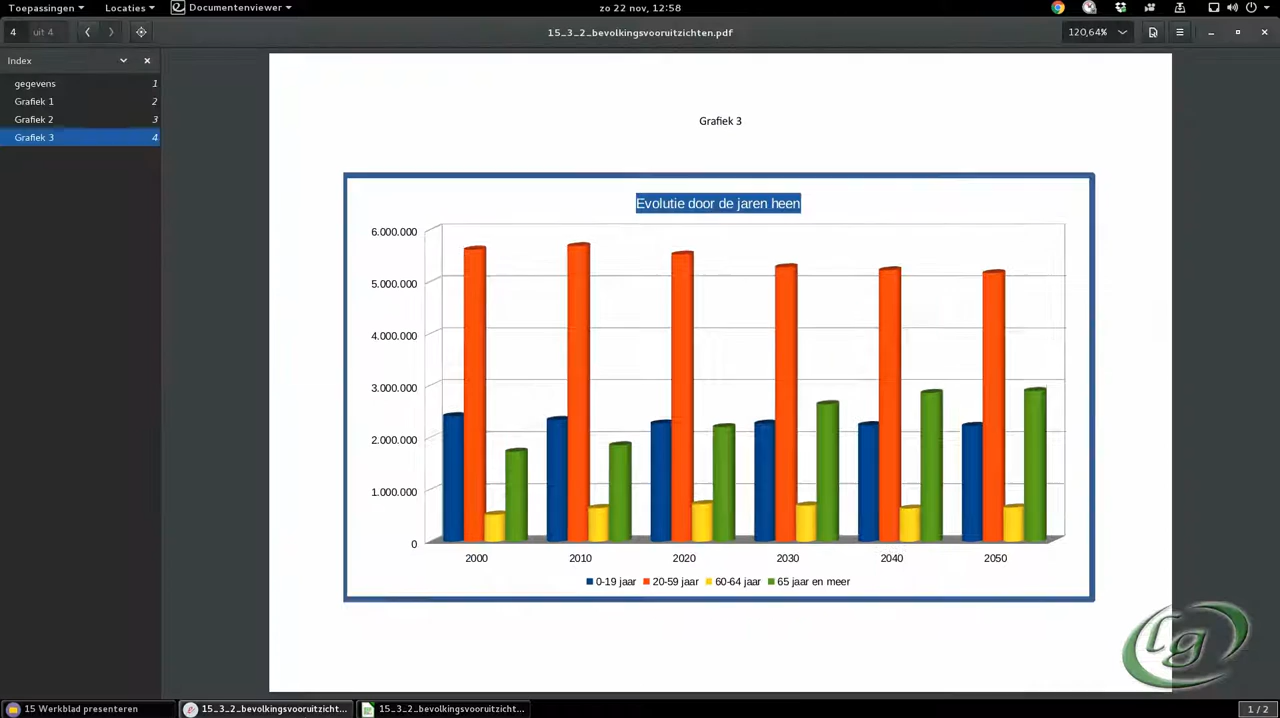 Toepassingen Locaties Documentenviewer zo 22 nov, 12:58
4 uit 4 15_3_2_bevolkingsvooruitzichten.pdf 120,64%
Index
gegevens 1
Grafiek 1 2
Grafiek 2 3
Grafiek 3 4
Grafiek 3
Evolutie door de jaren heen
6.000.000
5.000.000
4.000.000
3.000.000
2.000.000
1.000.000
0
2000 2010 2020 2030 2040 2050
0-19 jaar 20-59 jaar 60-64 jaar 65 jaar en meer
lg
15 Werkblad presenteren 15_3_2_bevolkingsvooruitzicht... 15_3_2_bevolkingsvooruitzicht... 1 / 2